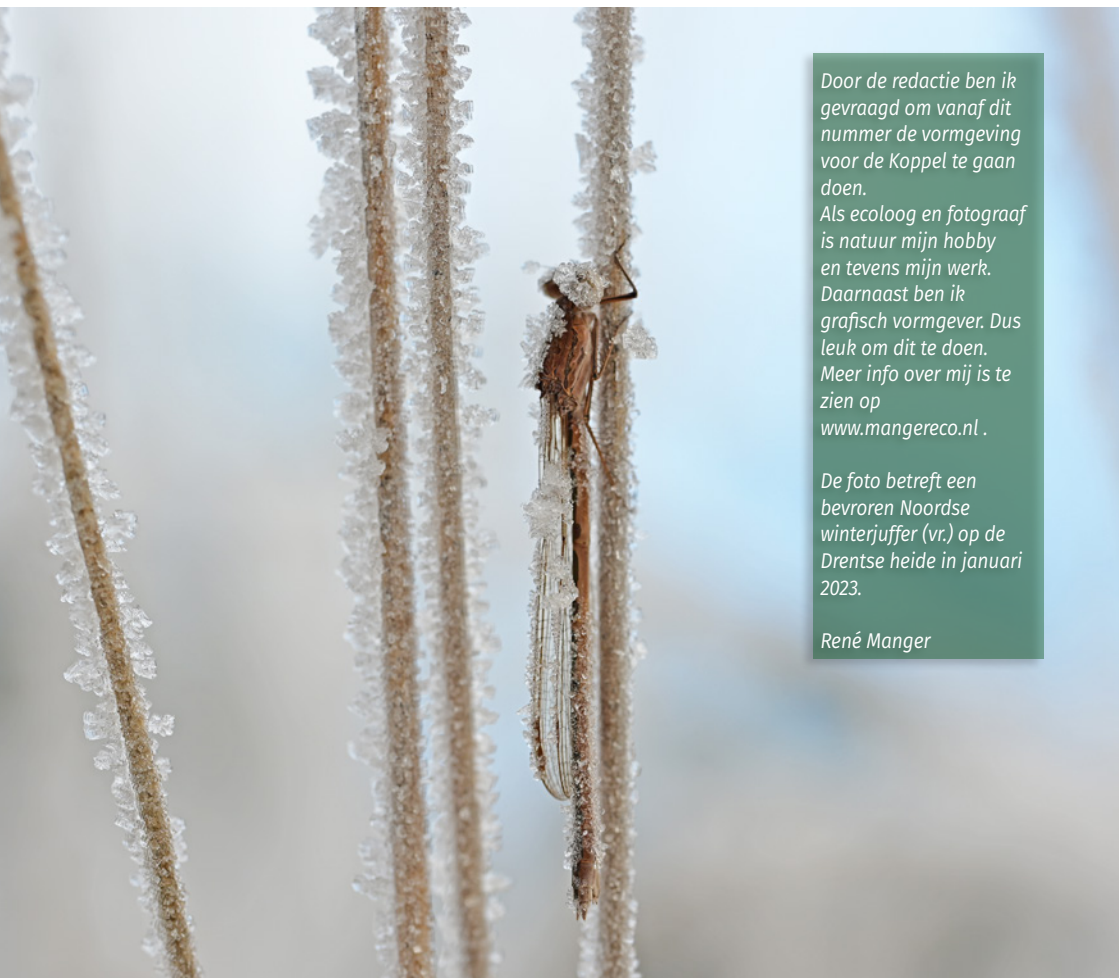 Door de redactie ben ik
gevraagd om vanaf dit
nummer de vormgeving
voor de Koppel te gaan
doen.
Als ecoloog en fotograaf
is natuur mijn hobby
en tevens mijn werk.
Daarnaast ben ik
grafisch vormgever. Dus
leuk om dit te doen.
Meer info over mij is te
zien op
www.mangereco.nl .
De foto betreft een
bevroren Noordse
winterjuffer (vr.) op de
Drentse heide in januari
2023.
René Manger